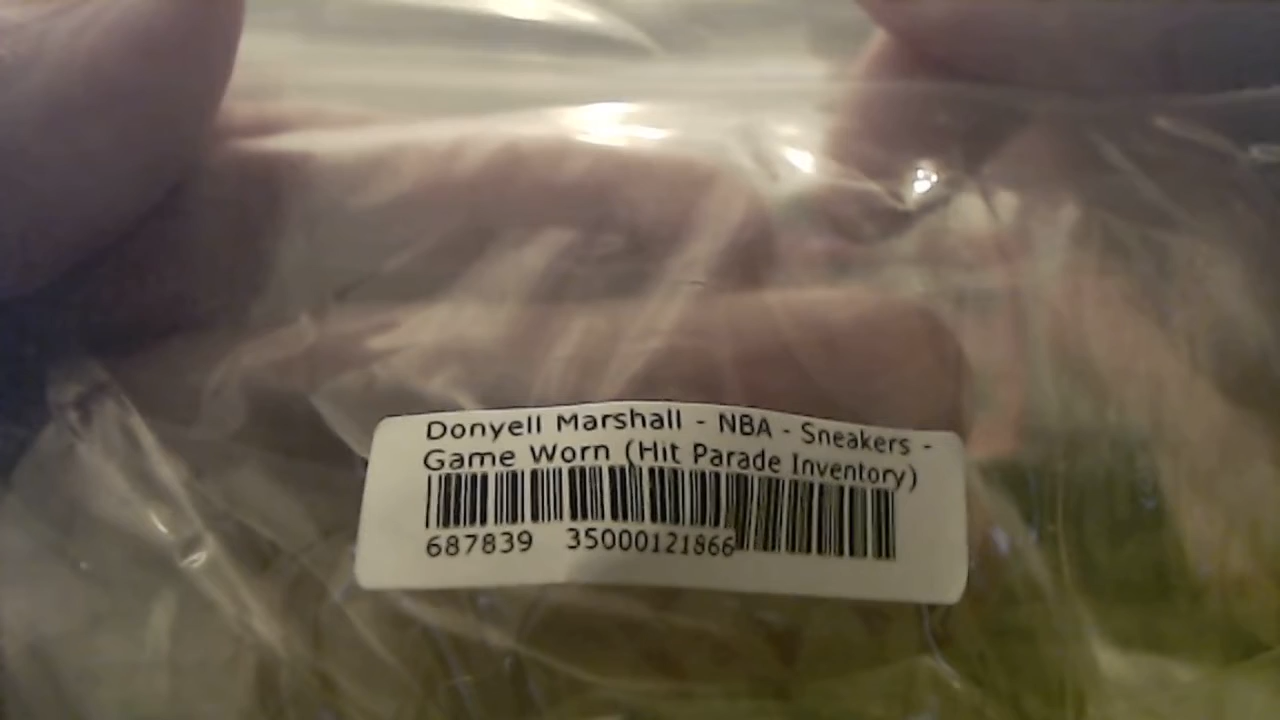 Donyell Marshall - NBA - Sneakers -
Game Worn (Hit Parade Inventory)
687839 35000121866